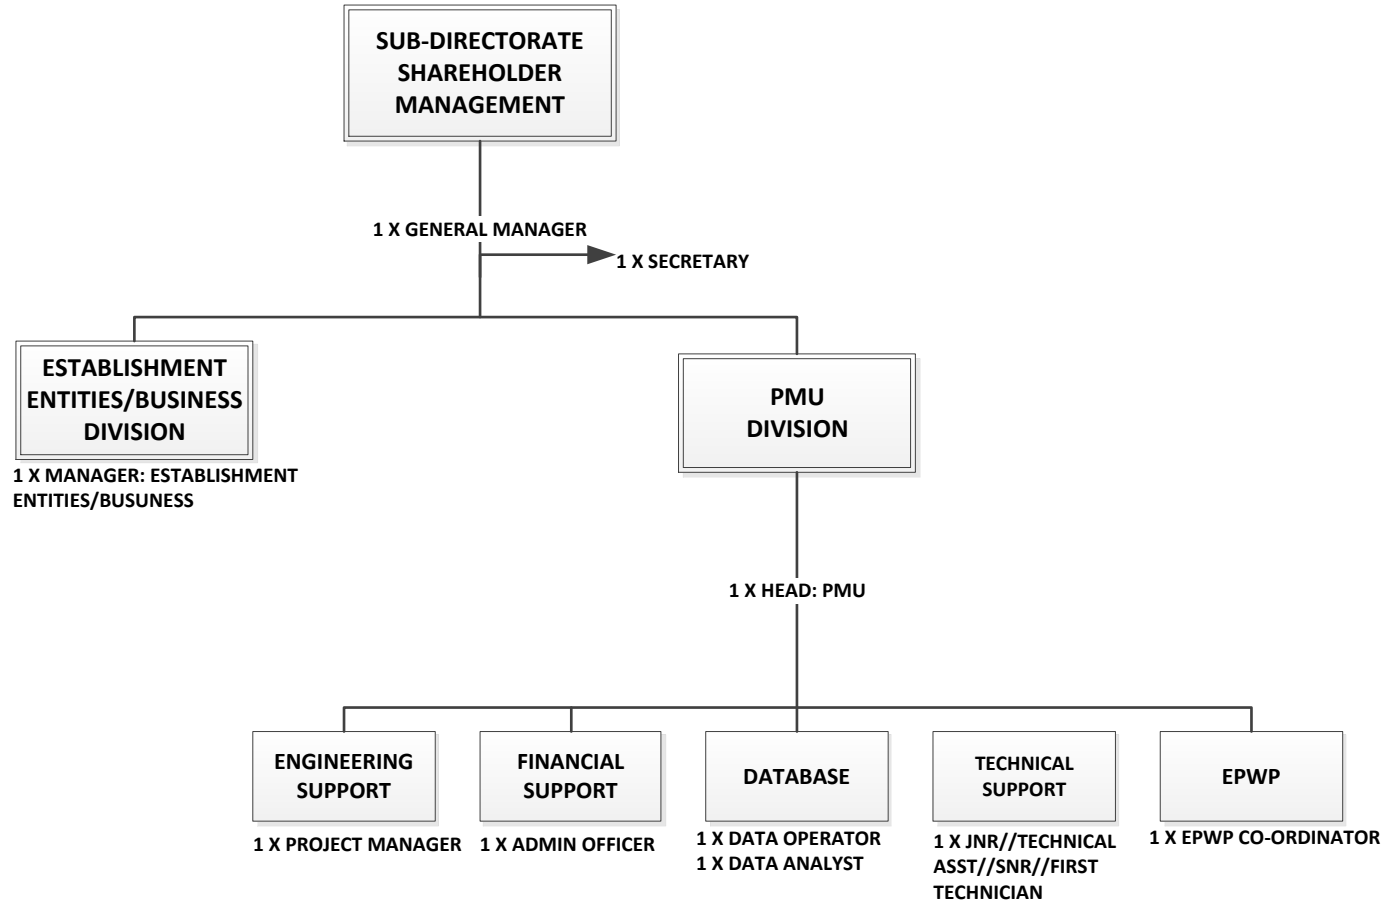 SUB-DIRECTORATE
SHAREHOLDER
MANAGEMENT
1 X GENERAL MANAGER
1 X SECRETARY
ESTABLISHMENT
ENTITIES/BUSINESS
DIVISION
1 X MANAGER: ESTABLISHMENT
ENTITIES/BUSUNESS
PMU
DIVISION
1 X HEAD: PMU
ENGINEERING
SUPPORT
1 X PROJECT MANAGER
FINANCIAL
SUPPORT
1 X ADMIN OFFICER
DATABASE
1 X DATA OPERATOR
1 X DATA ANALYST
TECHNICAL
SUPPORT
1 X JNR//TECHNICAL
ASST//SNR//FIRST
TECHNICIAN
EPWP
1 X EPWP CO-ORDINATOR